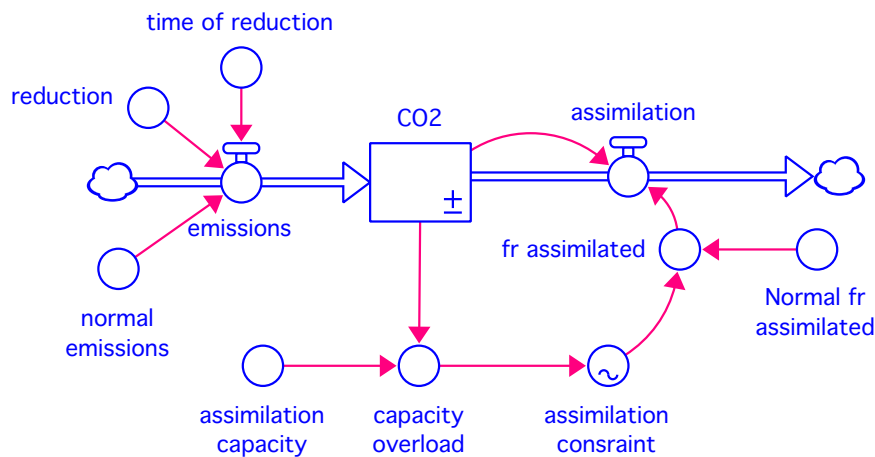 time of reduction
reduction
CO2
assimilation
±
emissions
fr assimilated
normal
emissions
Normal fr
assimilated
~
assimilation
capacity
capacity
overload
assimilation
consraint